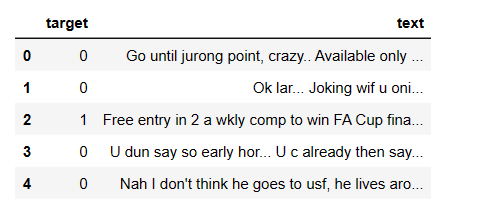 target text
0 0 Go until jurong point, crazy.. Available only ...
1 0 Ok lar... Joking wif u oni...
2 1 Free entry in 2 a wkly comp to win FA Cup fina...
3 0 U dun say so early hor... U c already then say...
4 0 Nah I don't think he goes to usf, he lives aro...